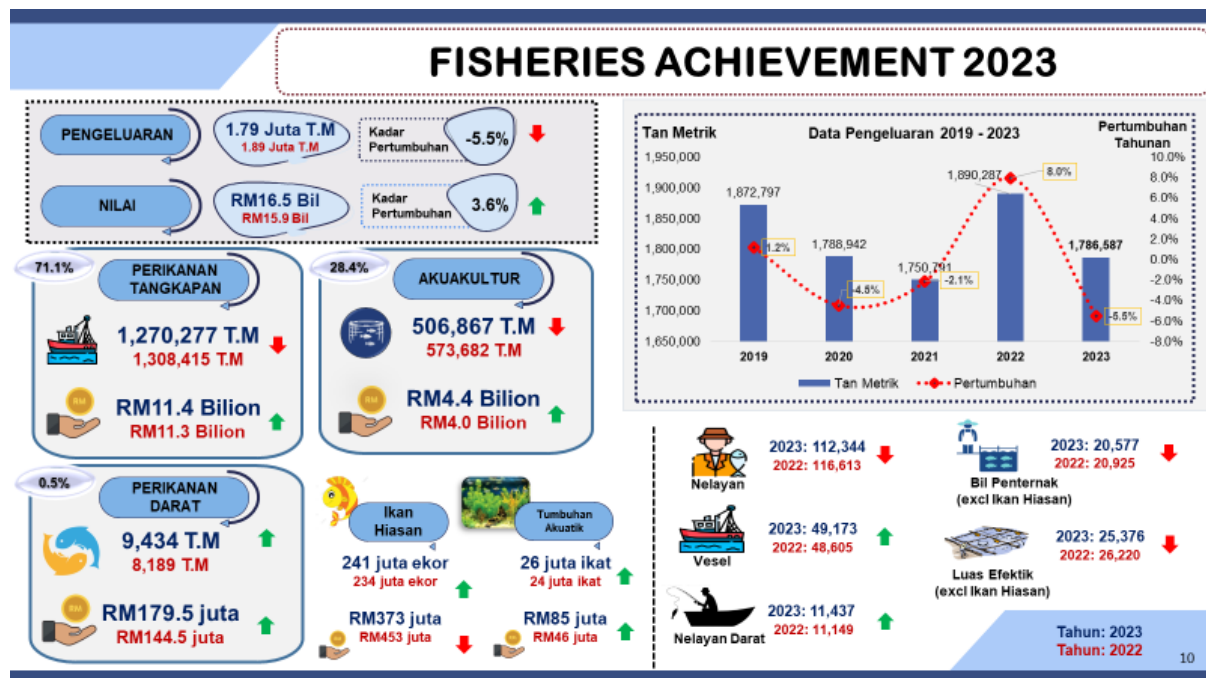 FISHERIES ACHIEVEMENT 2023
PENGELUARAN
1.79 Juta T.M
1.89 Juta T.M
Kadar
Pertumbuhan
-5.5%
NILAI
RM16.5 Bil
RM15.9 Bil
Kadar
Pertumbuhan
3.6%
71.1%
PERIKANAN
TANGKAPAN
1,270,277 T.M
1,308,415 T.M
RM11.4 Bilion
RM11.3 Bilion
28.4%
AKUAKULTUR
506,867 T.M
573,682 T.M
RM4.4 Bilion
RM4.0 Bilion
0.5%
PERIKANAN
DARAT
9,434 T.M
8,189 T.M
RM
RM179.5 juta
RM144.5 juta
Ikan
Hiasan
241 juta ekor
234 juta ekor
RM373 juta
RM453 juta
Tumbuhan
Akuatik
26 juta ikat
24 juta ikat
RM85 juta
RM46 juta
Tan Metrik
Data Pengeluaran 2019 - 2023
Pertumbuhan
Tahunan
1,950,000
1,900,000
1,850,000
1,800,000
1,750,000
1,700,000
1,650,000
10.0%
8.0%
6.0%
4.0%
2.0%
0.0%
-2.0%
-4.0%
-6.0%
-8.0%
1,872,797
1,788,942
1,750,791
1,890,287
1,786,587
1.2%
-4.5%
-2.1%
8.0%
-5.5%
2019
2020
2021
2022
2023
Tan Metrik
Pertumbuhan
Nelayan
2023: 112,344
2022: 116,613
Vesel
2023: 49,173
2022: 48,605
Nelayan Darat
2023: 11,437
2022: 11,149
Bil Penternak
(excl Ikan Hiasan)
2023: 20,577
2022: 20,925
Luas Efektik
(excl Ikan Hiasan)
2023: 25,376
2022: 26,220
Tahun: 2023
Tahun: 2022
10